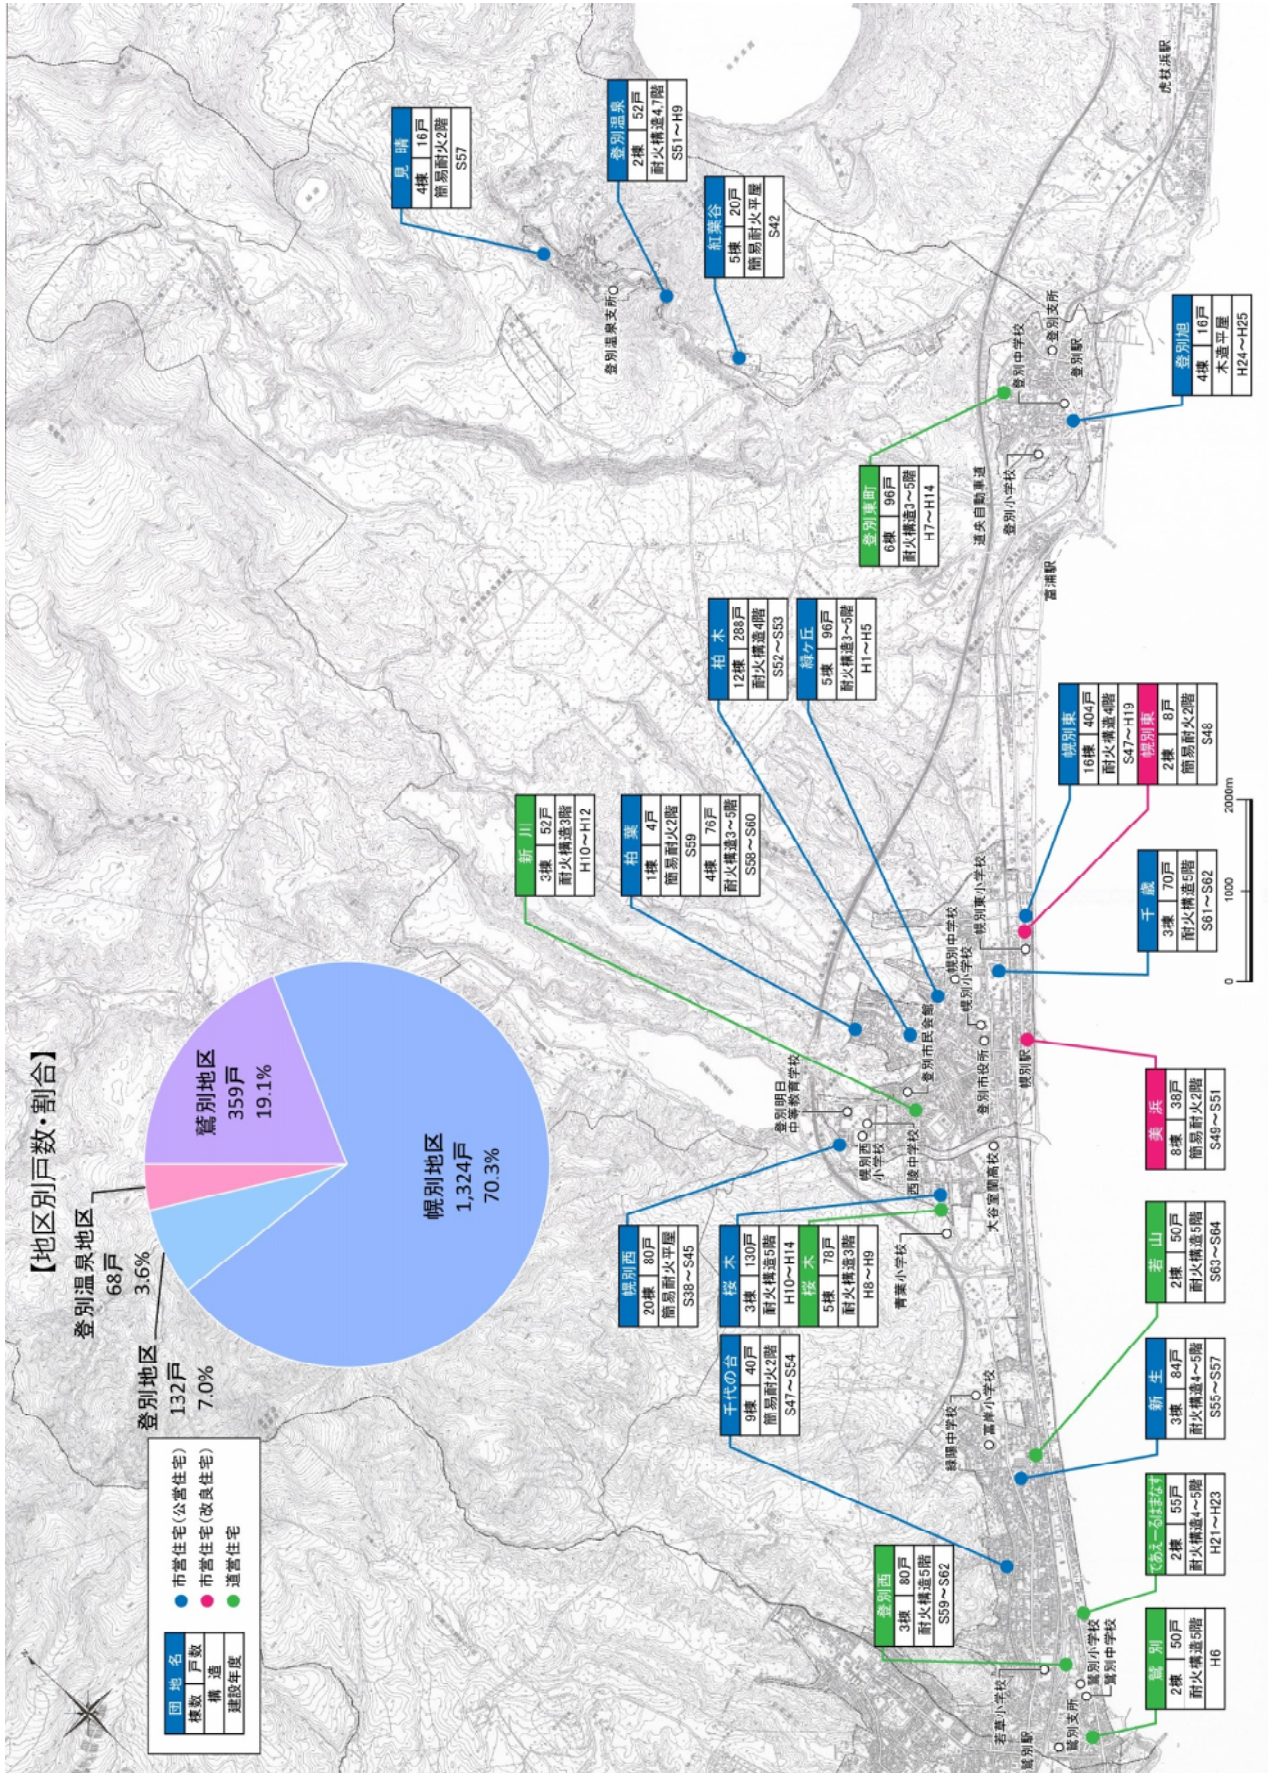 【地区別戸数・割合】
登別温泉地区
68戸
3.6%
登別地区
132戸
7.0%
鷲別地区
359戸
19.1%
幌別地区
1,324戸
70.3%
団 地 名
棟数 戸数
構 造
建設年度
市営住宅(公営住宅)
市営住宅(改良住宅)
道営住宅
見 晴
4棟 16戸
簡易耐火2階
S57
登別温泉
2棟 52戸
耐火構造4,7階
S51～H9
紅葉谷
5棟 20戸
簡易耐火平屋
S42
登別旭
4棟 16戸
木造平屋
H24～H25
登別東町
6棟 96戸
耐火構造3～5階
H7～H14
柏 木
12棟 288戸
耐火構造4階
S52～S53
緑ヶ丘
5棟 96戸
耐火構造3～5階
H1～H5
幌別東
16棟 404戸
耐火構造4階
S47～H19
幌別東
2棟 8戸
簡易耐火2階
S48
新 川
3棟 52戸
耐火構造3階
H10～H12
柏 葉
1棟 4戸
簡易耐火2階
S59
4棟 76戸
耐火構造3～5階
S58～S60
千 歳
3棟 70戸
耐火構造5階
S61～S62
美 浜
8棟 38戸
簡易耐火2階
S49～S51
幌別西
20棟 80戸
簡易耐火平屋
S38～S45
桜 木
3棟 130戸
耐火構造5階
H10～H14
桜 木
5棟 78戸
耐火構造3階
H8～H9
千代の台
9棟 40戸
簡易耐火2階
S47～S54
若 山
2棟 50戸
耐火構造5階
S63～S64
新 生
3棟 84戸
耐火構造4～5階
S55～S57
であえーるはまなす
2棟 55戸
耐火構造4～5階
H21～H23
登別西
3棟 80戸
耐火構造5階
S59～S62
鷲 別
2棟 50戸
耐火構造5階
H6
虎杖浜駅
登別温泉支所
登別中学校
登別支所
登別駅
登別小学校
道央自動車道
富浦駅
幌別東小学校
幌別中学校
幌別小学校
登別市民会館
登別市役所
幌別駅
登別明日
中等教育学校
幌別西
小学校
西陵中学校
大谷室蘭高校
青葉小学校
緑陽中学校
富岸小学校
若草小学校
鷲別小学校
鷲別中学校
鷲別支所
鷲別駅
0 1000 2000m